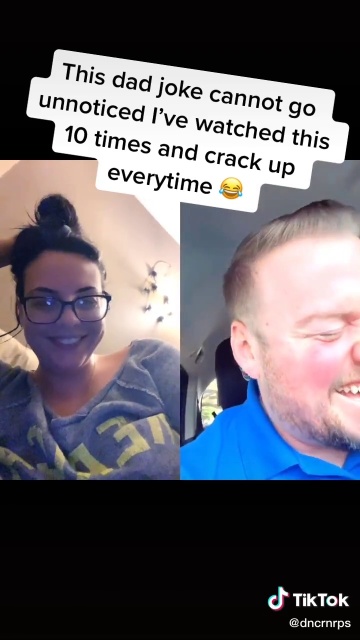 This dad joke cannot go
unnoticed I've watched this
10 times and crack up
everytime 😂
TikTok
@dncrnrps